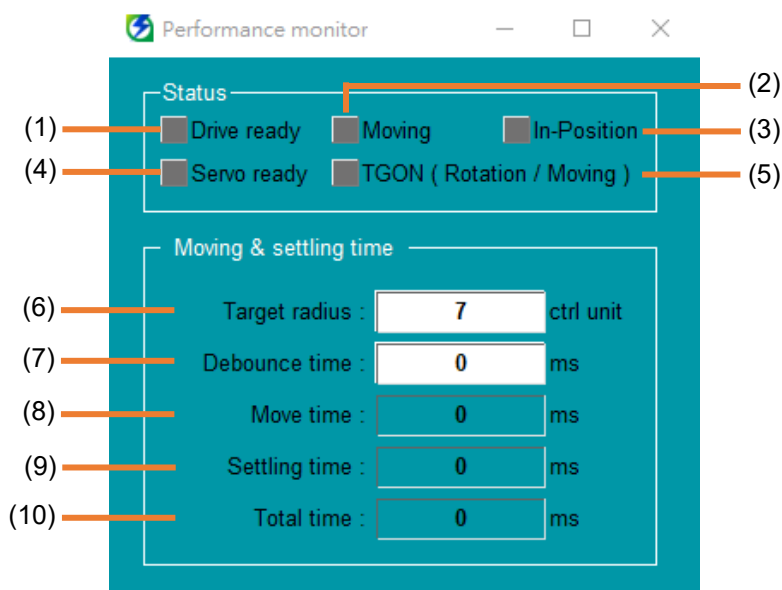 Performance monitor
Status
(2)
(1) Drive ready Moving In-Position (3)
(4) Servo ready TGON ( Rotation / Moving ) (5)
Moving & settling time
(6) Target radius : 7 ctrl unit
(7) Debounce time : 0 ms
(8) Move time : 0 ms
(9) Settling time : 0 ms
(10) Total time : 0 ms